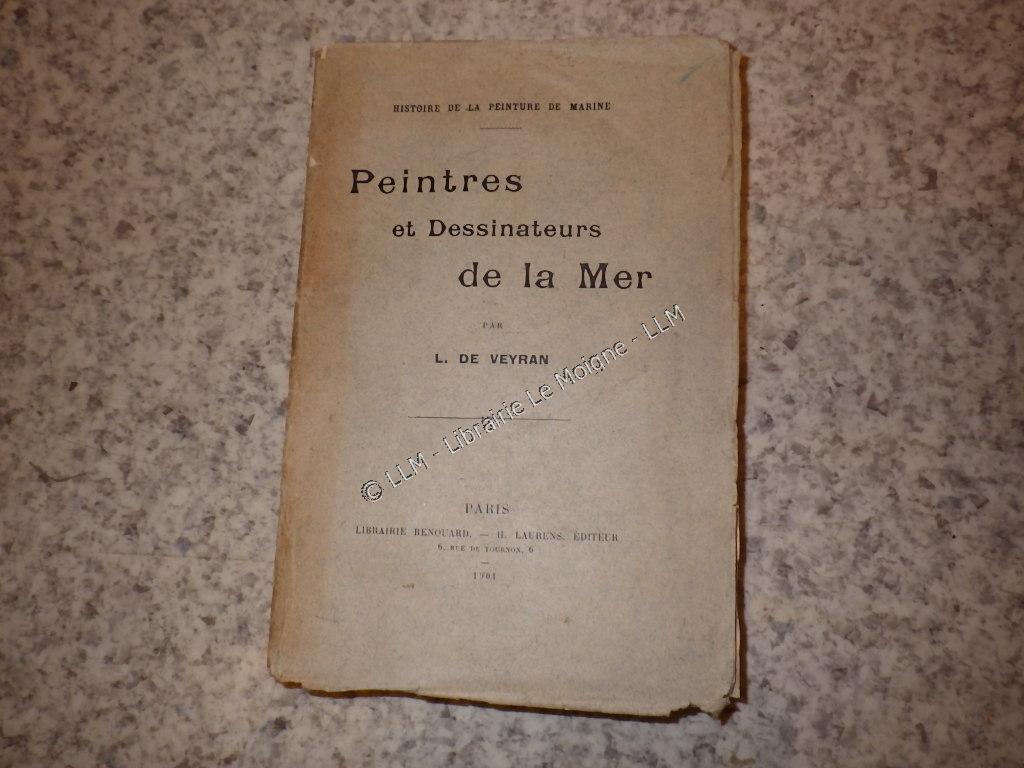 HISTOIRE DE LA PEINTURE DE MARINE
Peintres
et Dessinateurs
de la Mer
PAR
L. DE VEYRAN
© LLM - Librairie Le Moigne - LLM
PARIS
LIBRAIRIE RENOUARD. — H. LAURENS, ÉDITEUR
6, RUE DE TOURNON, 6
1901